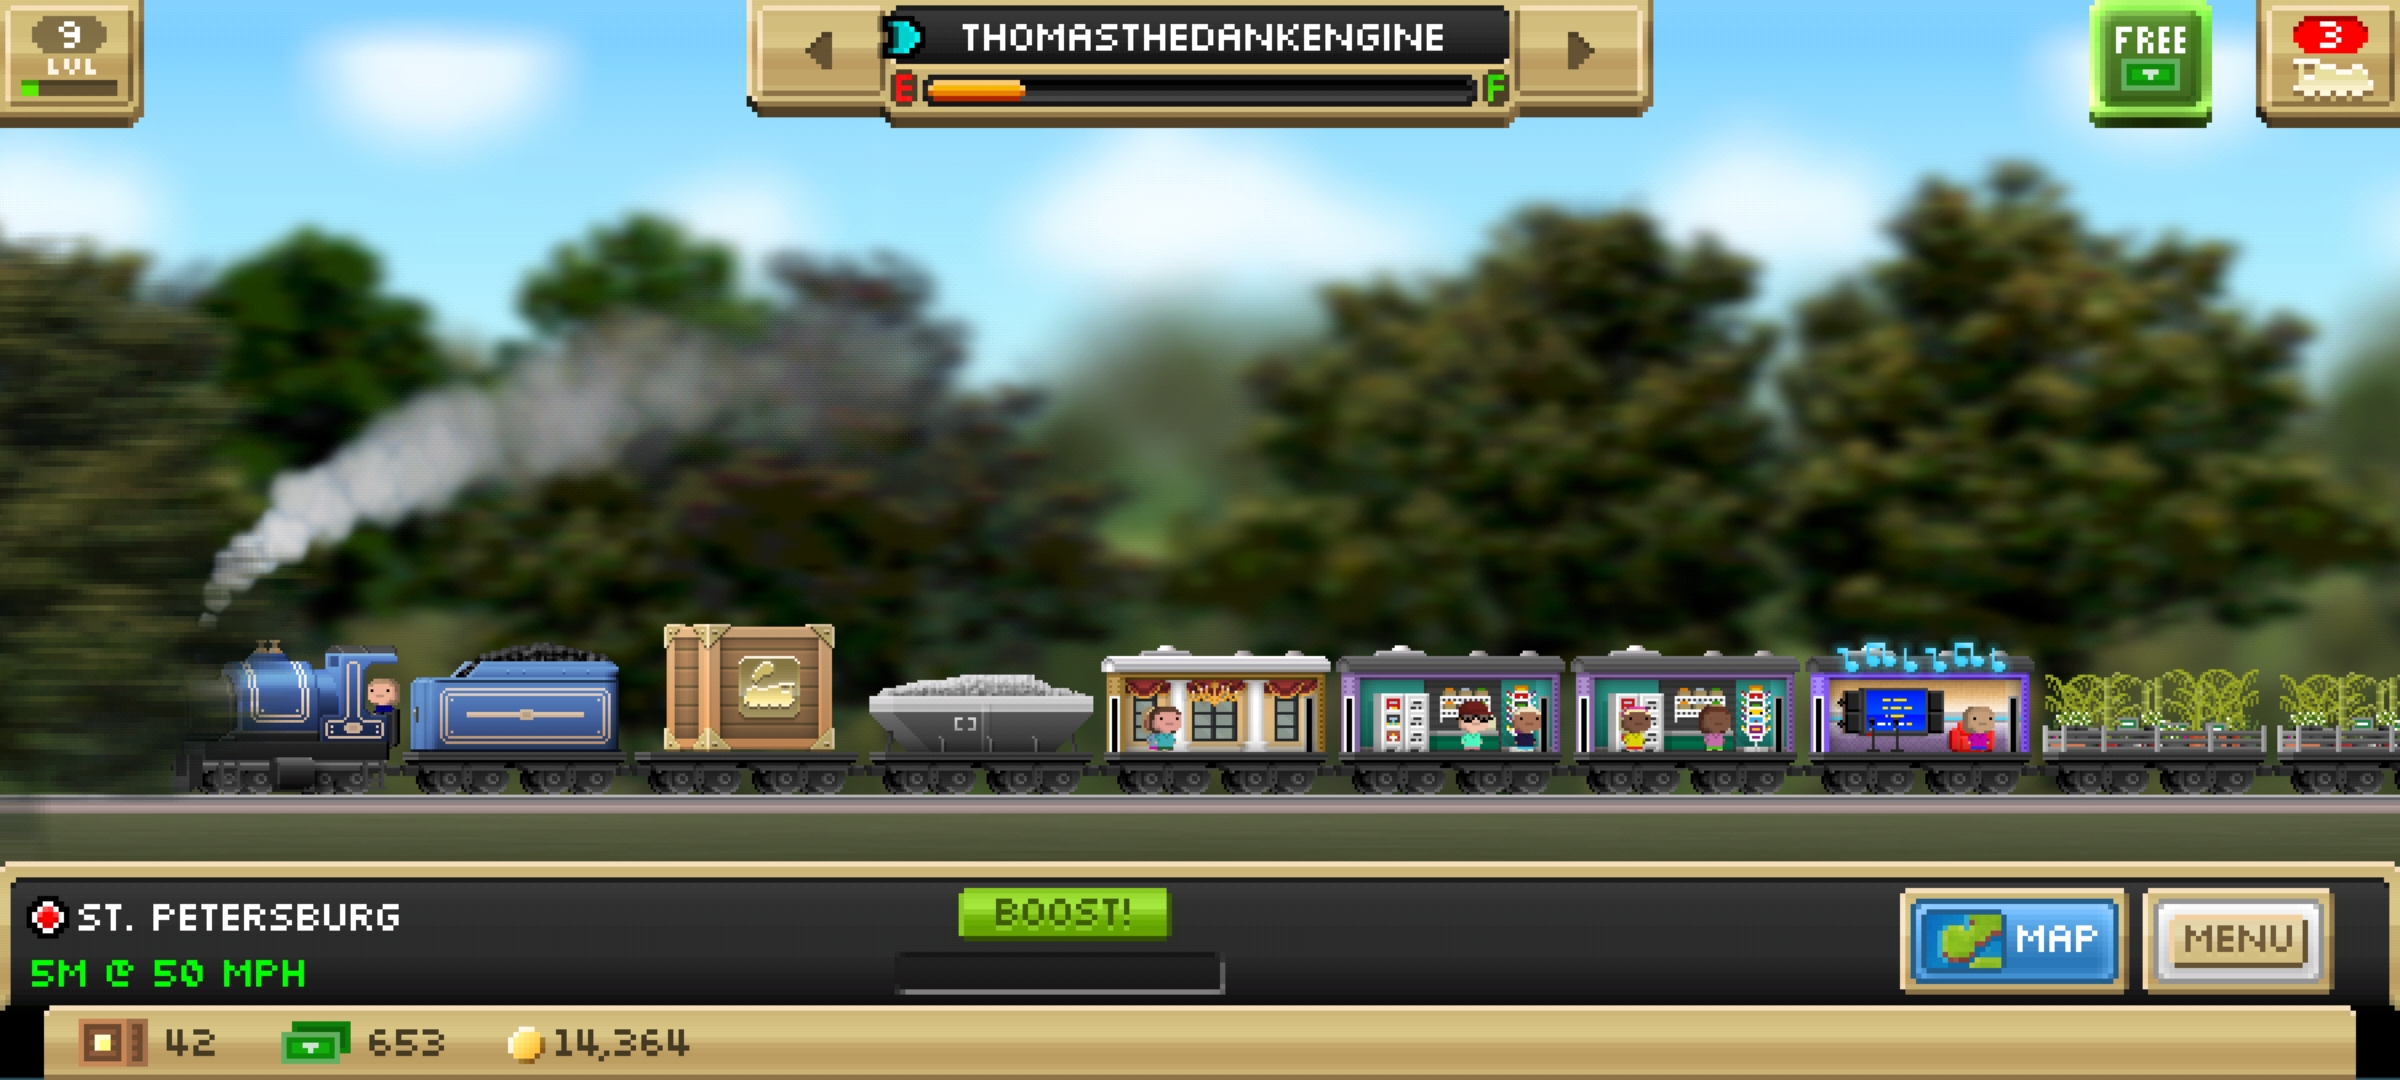 9
LVL
THOMASTHEDANKENGINE
E F
FREE
3
ST. PETERSBURG
5M @ 50 MPH
BOOST!
MAP
MENU
42 653 14,364